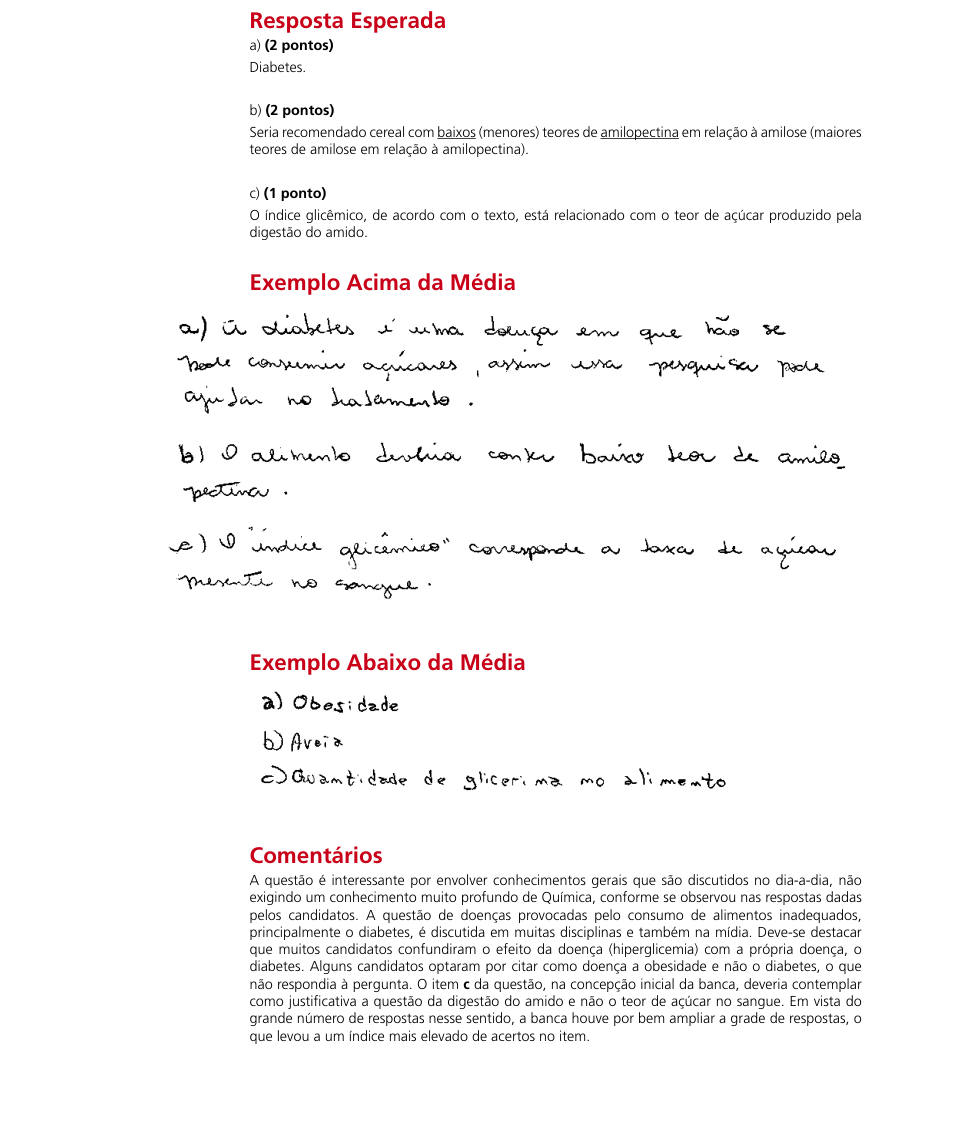 Resposta Esperada
a) (2 pontos)
Diabetes.
b) (2 pontos)
Seria recomendado cereal com baixos (menores) teores de amilopectina em relação à amilose (maiores
teores de amilose em relação à amilopectina).
c) (1 ponto)
O índice glicêmico, de acordo com o texto, está relacionado com o teor de açúcar produzido pela
digestão do amido.
Exemplo Acima da Média
a) A diabetes é uma doença em que não se
pode consumir açúcares, assim essa pesquisa pode
ajudar no tratamento.
b) O alimento deveria conter baixo teor de amilo_
pectina.
c) O "índice glicêmico" corresponde a taxa de açúcar
presente no sangue.
Exemplo Abaixo da Média
a) Obesidade
b) Aveia
c) Quantidade de glicerima no alimento
Comentários
A questão é interessante por envolver conhecimentos gerais que são discutidos no dia-a-dia, não
exigindo um conhecimento muito profundo de Química, conforme se observou nas respostas dadas
pelos candidatos. A questão de doenças provocadas pelo consumo de alimentos inadequados,
principalmente o diabetes, é discutida em muitas disciplinas e também na mídia. Deve-se destacar
que muitos candidatos confundiram o efeito da doença (hiperglicemia) com a própria doença, o
diabetes. Alguns candidatos optaram por citar como doença a obesidade e não o diabetes, o que
não respondia à pergunta. O item c da questão, na concepção inicial da banca, deveria contemplar
como justificativa a questão da digestão do amido e não o teor de açúcar no sangue. Em vista do
grande número de respostas nesse sentido, a banca houve por bem ampliar a grade de respostas, o
que levou a um índice mais elevado de acertos no item.